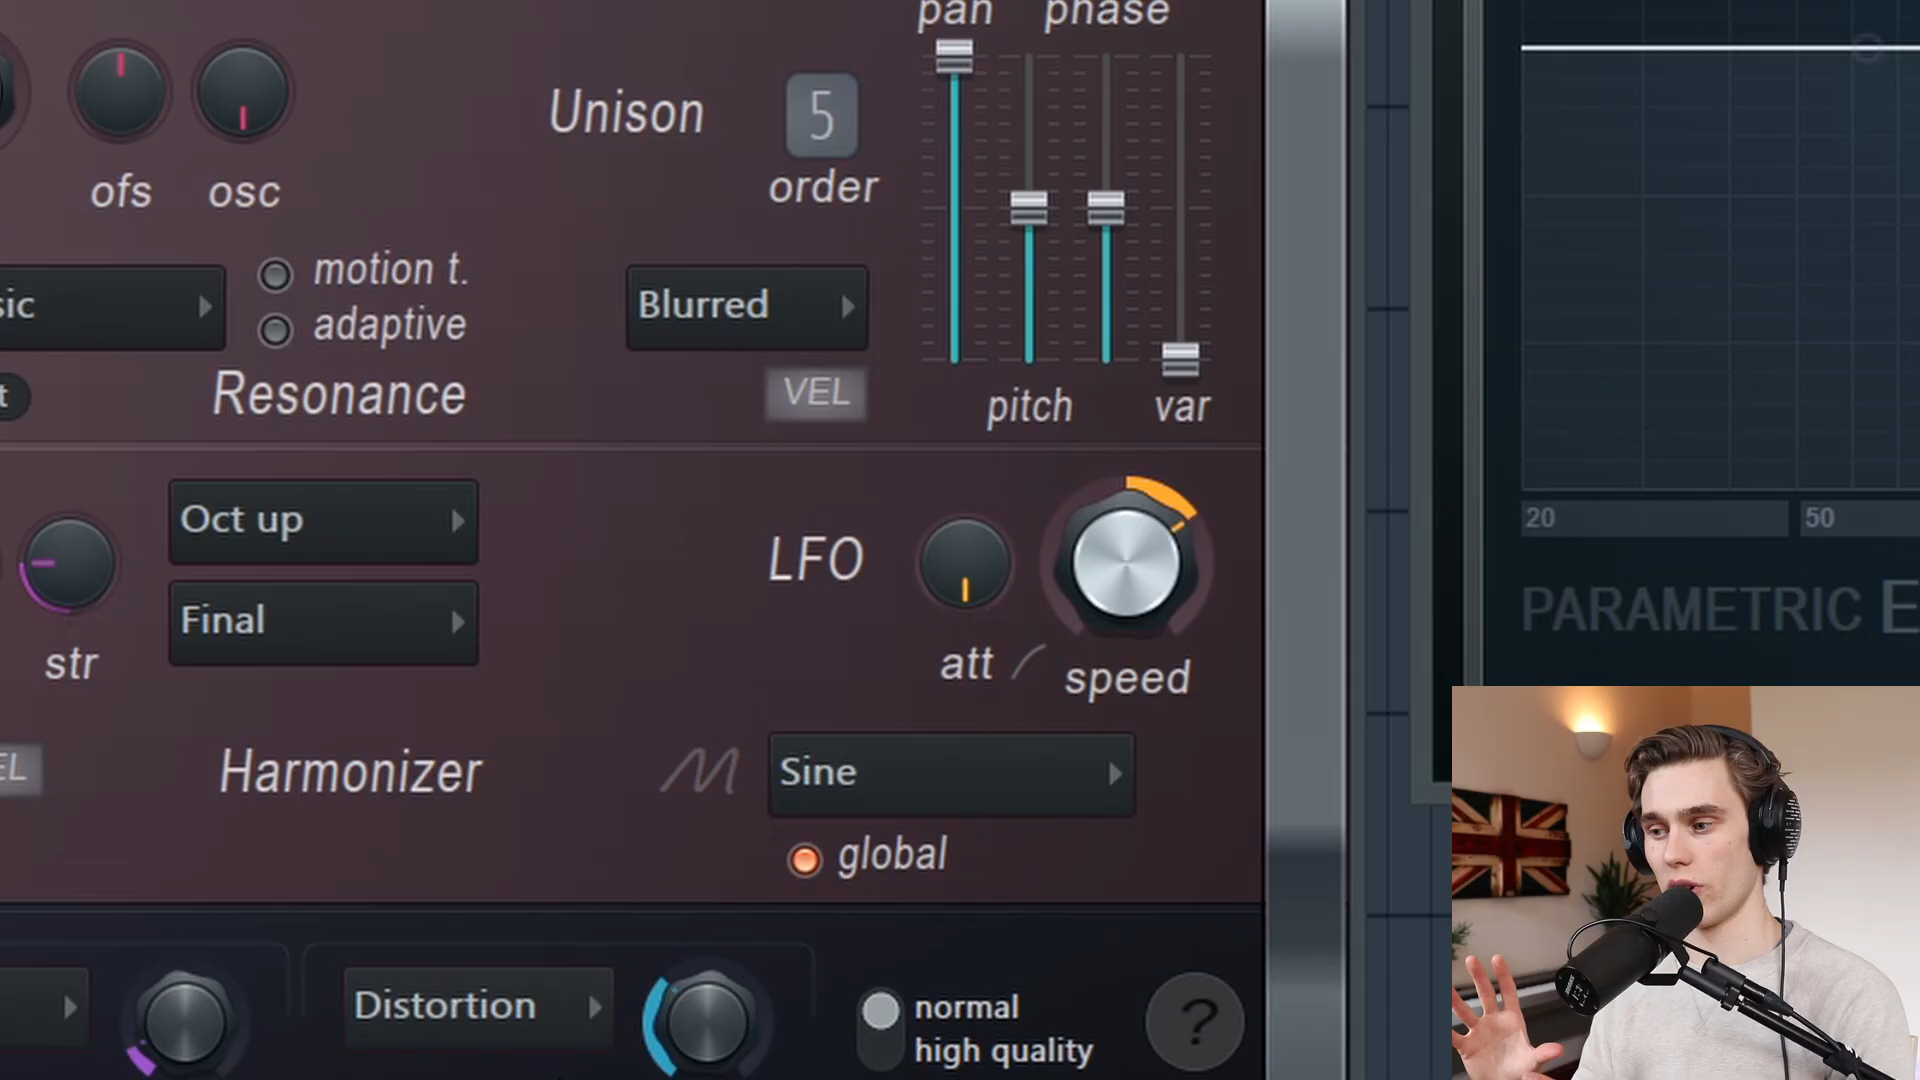 pan phase
Unison
5
order
ofs osc
motion t.
sic
Blurred
adaptive
t
Resonance
VEL
pitch var
Oct up
LFO
20 50
Final
PARAMETRIC E
str
att
speed
EL
Harmonizer
Sine
global
Distortion
normal
high quality
?